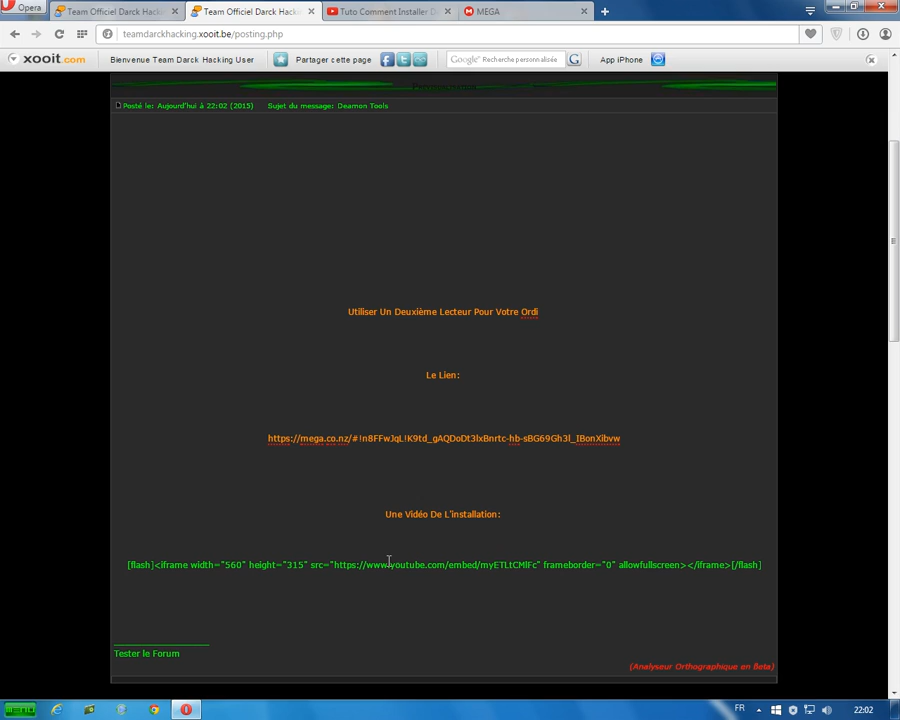 Opera
Team Officiel Darck Hackin
Team Officiel Darck Hackin
Tuto Comment Installer D
MEGA
teamdarckhacking.xooit.be/posting.php
xooit.com
Bienvenue Team Darck Hacking User
Partager cette page
Google Recherche personnalisée
G
App iPhone
Posté le: Aujourd'hui à 22:02 (2015) Sujet du message: Deamon Tools
Utiliser Un Deuxième Lecteur Pour Votre Ordi
Le Lien:
https://mega.co.nz/#!n8FFwJqL!K9td_gAQDoDt3lxBnrtc-hb-sBG69Gh3l_IBonXibvw
Une Vidéo De L'installation:
[flash]<iframe width="560" height="315" src="https://www.youtube.com/embed/myETLtCMlFc" frameborder="0" allowfullscreen></iframe>[/flash]
Tester le Forum
(Analyseur Orthographique en Beta)
FR
22:02